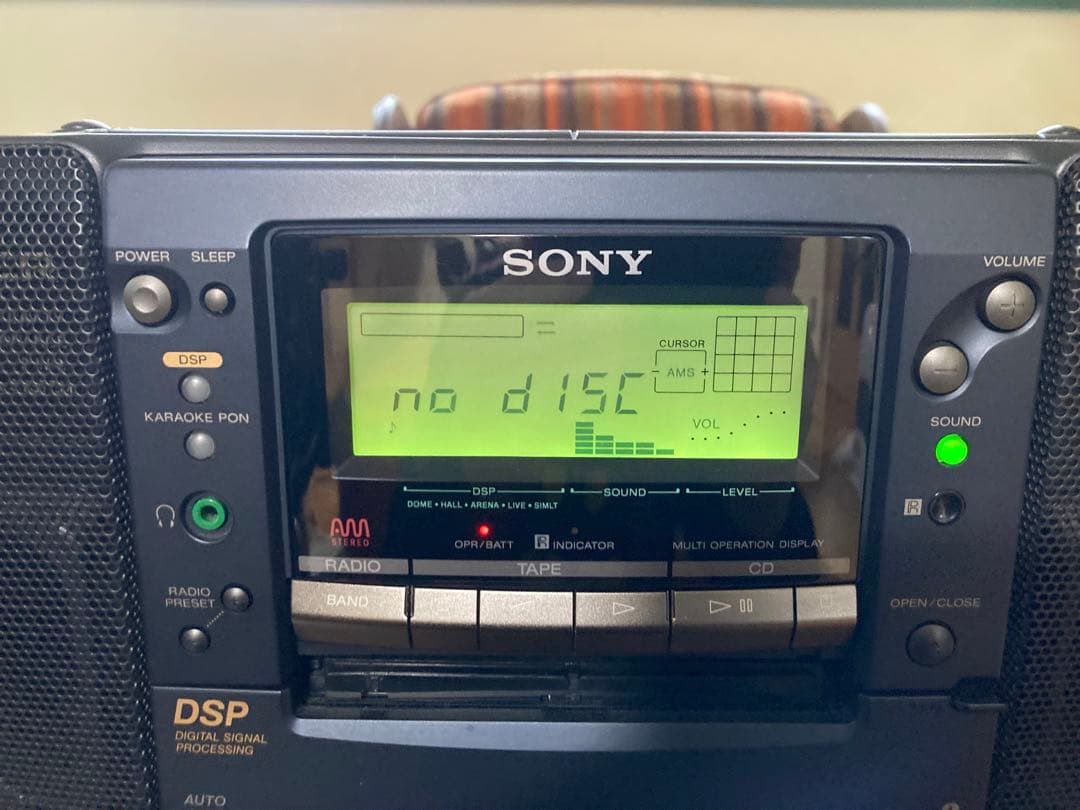 SONY
POWER SLEEP
VOLUME
DSP
KARAOKE PON
CURSOR
- AMS +
no dISC
VOL
SOUND
DSP SOUND LEVEL
DOME • HALL • ARENA • LIVE • SIMLT
AM
STEREO
OPR/BATT R INDICATOR MULTI OPERATION DISPLAY
R
RADIO TAPE CD
BAND
RADIO
PRESET
OPEN/CLOSE
DSP
DIGITAL SIGNAL
PROCESSING
AUTO